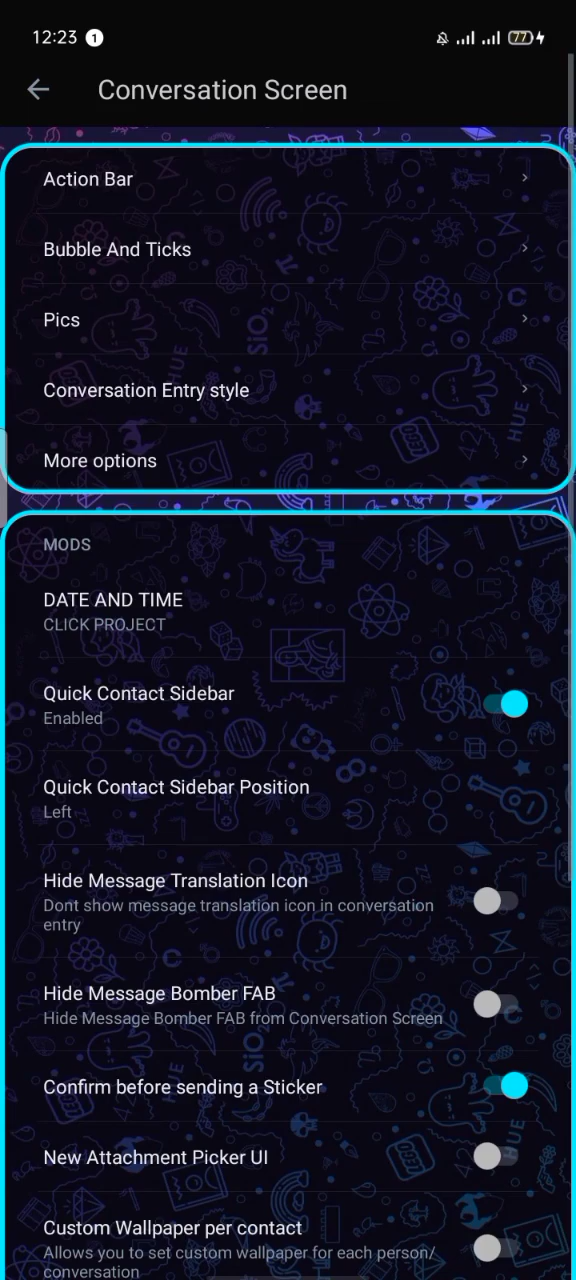 12:23 1 77
Conversation Screen
Action Bar
Bubble And Ticks
Pics
Conversation Entry style
More options
MODS
DATE AND TIME
CLICK PROJECT
Quick Contact Sidebar
Enabled
Quick Contact Sidebar Position
Left
Hide Message Translation Icon
Dont show message translation icon in conversation
entry
Hide Message Bomber FAB
Hide Message Bomber FAB from Conversation Screen
Confirm before sending a Sticker
New Attachment Picker UI
Custom Wallpaper per contact
Allows you to set custom wallpaper for each person/
conversation